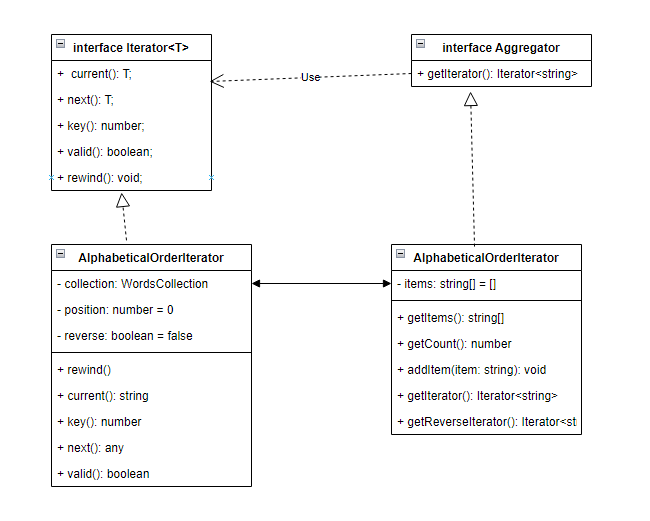 interface Iterator<T>
+ current(): T;
+ next(): T;
+ key(): number;
+ valid(): boolean;
+ rewind(): void;
Use
interface Aggregator
+ getIterator(): Iterator<string>
AlphabeticalOrderIterator
- collection: WordsCollection
- position: number = 0
- reverse: boolean = false
+ rewind()
+ current(): string
+ key(): number
+ next(): any
+ valid(): boolean
AlphabeticalOrderIterator
- items: string[] = []
+ getItems(): string[]
+ getCount(): number
+ addItem(item: string): void
+ getIterator(): Iterator<string>
+ getReverseIterator(): Iterator<st